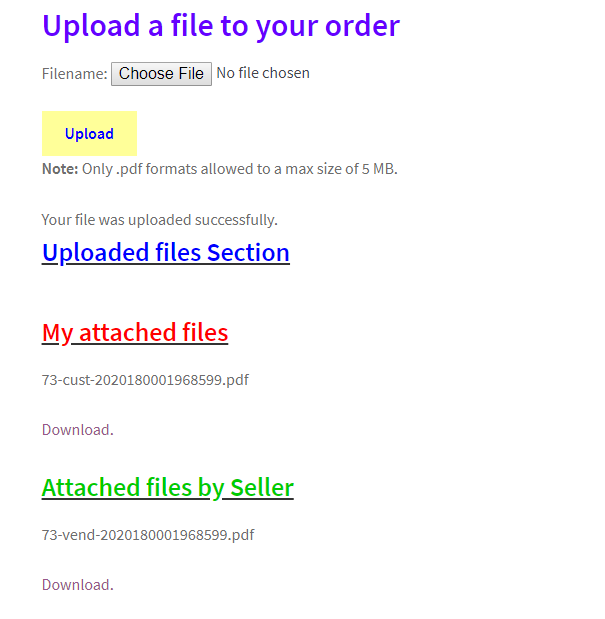 Upload a file to your order
Filename: Choose File No file chosen
Upload
Note: Only .pdf formats allowed to a max size of 5 MB.
Your file was uploaded successfully.
Uploaded files Section
My attached files
73-cust-2020180001968599.pdf
Download.
Attached files by Seller
73-vend-2020180001968599.pdf
Download.